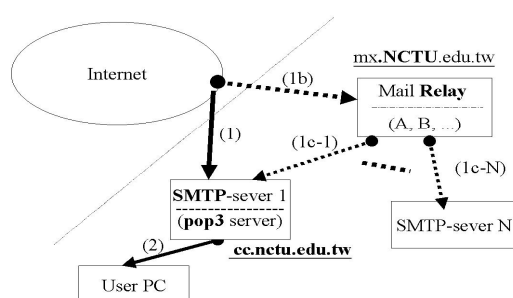 mx.NCTU.edu.tw
Internet
(1b)
Mail Relay
(A, B, ...)
(1)
(1c-1)
(1c-N)
SMTP-sever 1
(pop3 server)
SMTP-sever N
(2)
cc.nctu.edu.tw
User PC